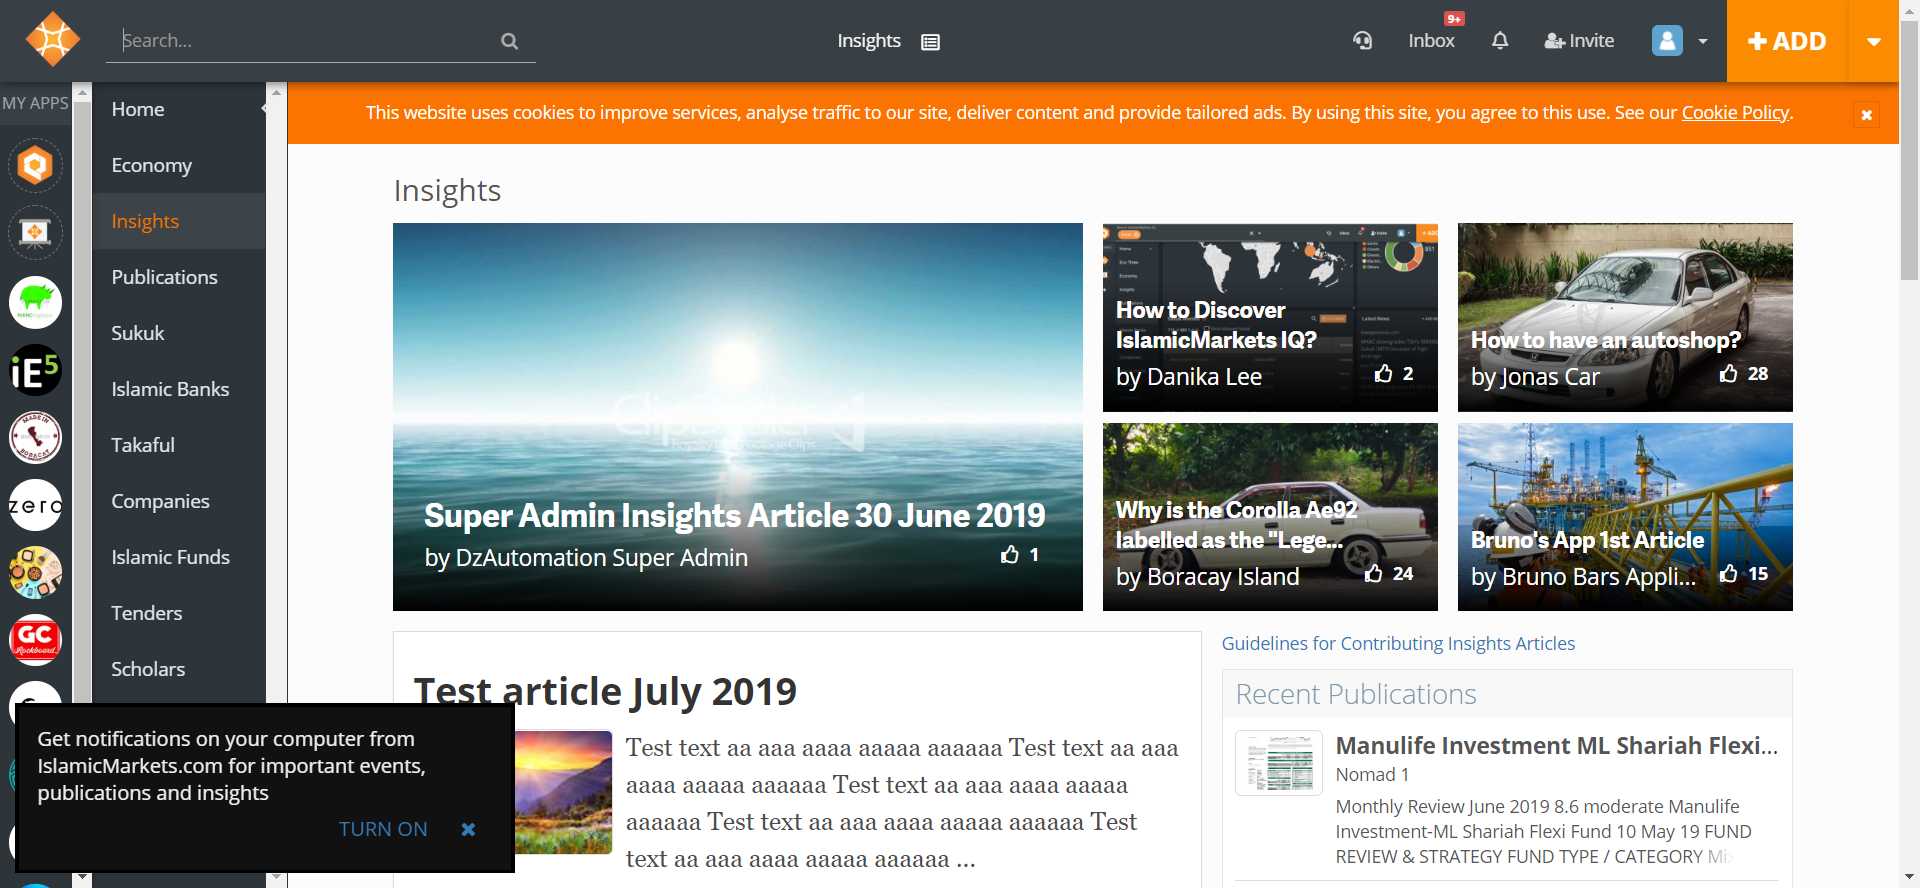 Search...
Insights
9+
Inbox
Invite
ADD
MY APPS
Home
Economy
Insights
Publications
Sukuk
Islamic Banks
Takaful
Companies
Islamic Funds
Tenders
Scholars
iE5
MADE IN
BORACAY
zero
GC
Rockboard
This website uses cookies to improve services, analyse traffic to our site, deliver content and provide tailored ads. By using this site, you agree to this use. See our Cookie Policy.
Insights
Super Admin Insights Article 30 June 2019
by DzAutomation Super Admin
1
How to Discover
IslamicMarkets IQ?
by Danika Lee
2
How to have an autoshop?
by Jonas Car
28
Why is the Corolla Ae92
labelled as the "Lege...
by Boracay Island
24
Bruno's App 1st Article
by Bruno Bars Appli...
15
Test article July 2019
Test text aa aaa aaaa aaaaa aaaaaa Test text aa aaa
aaaa aaaaa aaaaaa Test text aa aaa aaaa aaaaa
aaaaaa Test text aa aaa aaaa aaaaa aaaaaa Test
text aa aaa aaaa aaaaa aaaaaa ...
Guidelines for Contributing Insights Articles
Recent Publications
Manulife Investment ML Shariah Flexi...
Nomad 1
Monthly Review June 2019 8.6 moderate Manulife
Investment-ML Shariah Flexi Fund 10 May 19 FUND
REVIEW & STRATEGY FUND TYPE / CATEGORY Mix
Get notifications on your computer from
IslamicMarkets.com for important events,
publications and insights
TURN ON